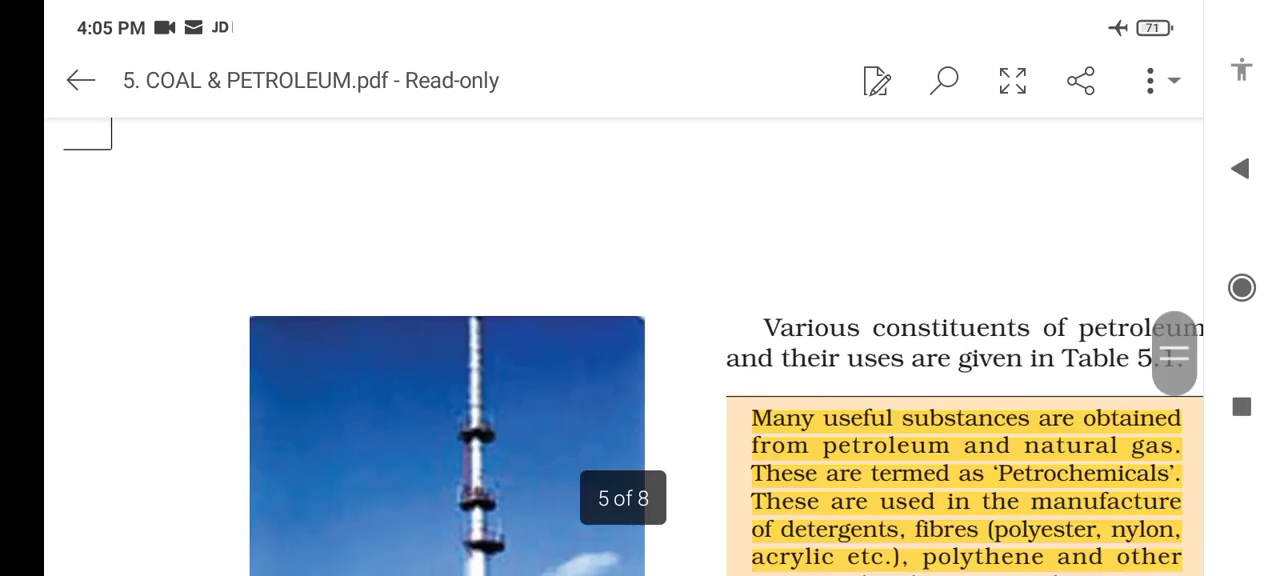 4:05 PM JD
71
5. COAL & PETROLEUM.pdf - Read-only
Various constituents of petroleum
and their uses are given in Table 5.1.
Many useful substances are obtained
from petroleum and natural gas.
These are termed as ‘Petrochemicals’.
These are used in the manufacture
of detergents, fibres (polyester, nylon,
acrylic etc.), polythene and other
5 of 8